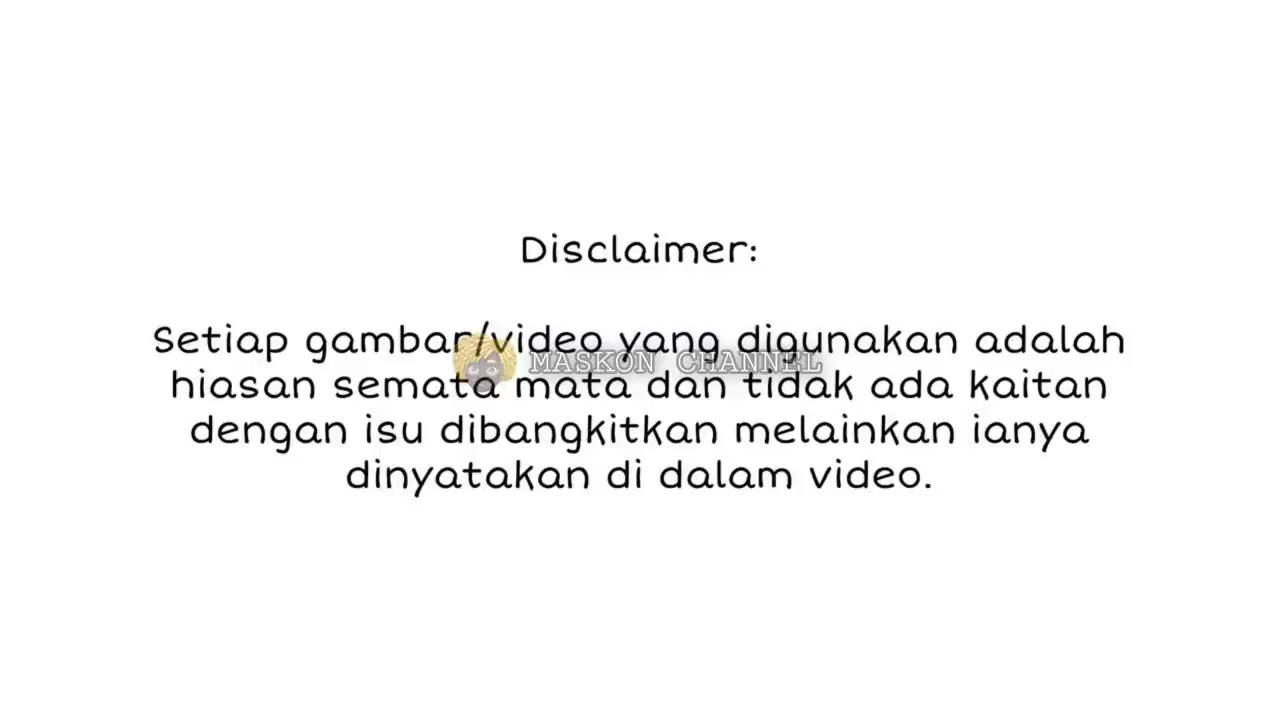 Disclaimer:
Setiap gambar/video yang digunakan adalah
MASKON CHANNEL
hiasan semata mata dan tidak ada kaitan
dengan isu dibangkitkan melainkan ianya
dinyatakan di dalam video.